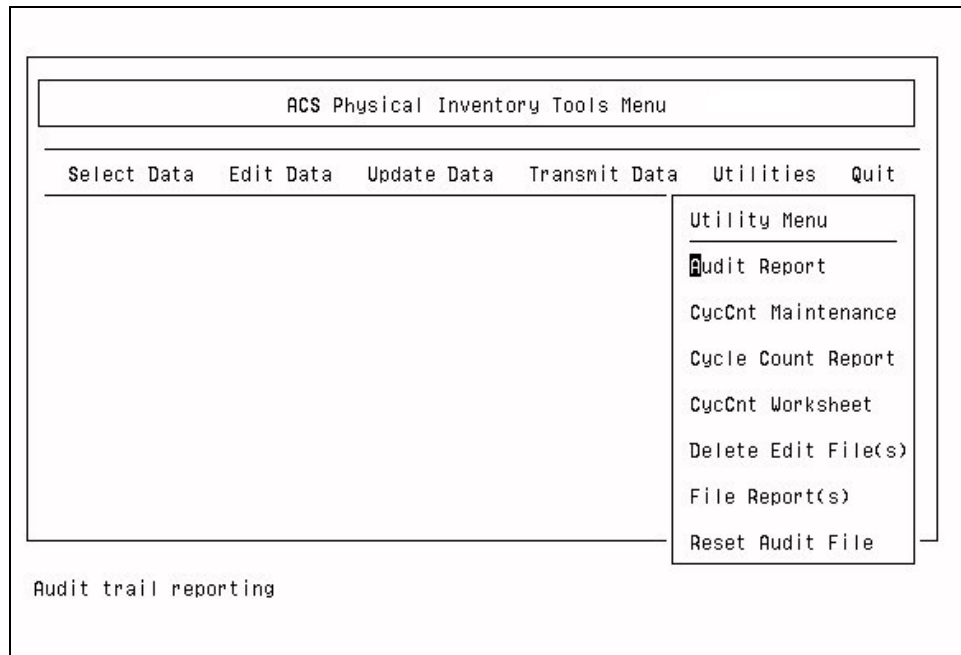 ACS Physical Inventory Tools Menu
Select Data Edit Data Update Data Transmit Data Utilities Quit
Utility Menu
Audit Report
CycCnt Maintenance
Cycle Count Report
CycCnt Worksheet
Delete Edit File(s)
File Report(s)
Reset Audit File
Audit trail reporting